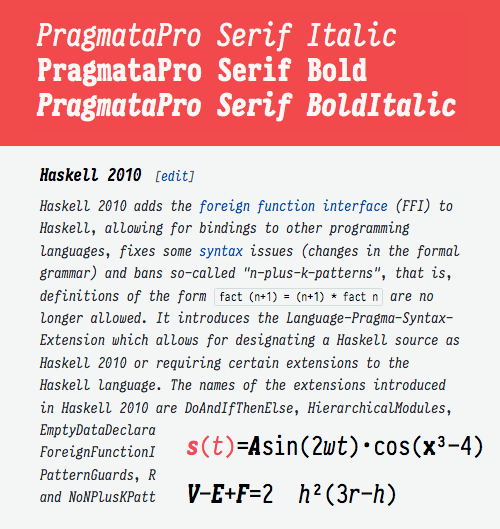 PragmataPro Serif Italic
PragmataPro Serif Bold
PragmataPro Serif BoldItalic
Haskell 2010 [edit]
Haskell 2010 adds the foreign function interface (FFI) to
Haskell, allowing for bindings to other programming
languages, fixes some syntax issues (changes in the formal
grammar) and bans so-called "n-plus-k-patterns", that is,
definitions of the form fact (n+1) = (n+1) * fact n are no
longer allowed. It introduces the Language-Pragma-Syntax-
Extension which allows for designating a Haskell source as
Haskell 2010 or requiring certain extensions to the
Haskell language. The names of the extensions introduced
in Haskell 2010 are DoAndIfThenElse, HierarchicalModules,
EmptyDataDeclara
ForeignFunctionI
PatternGuards, R
and NoNPlusKPatt
s(t)=Asin(2wt)·cos(x³-4)
V-E+F=2 h²(3r-h)